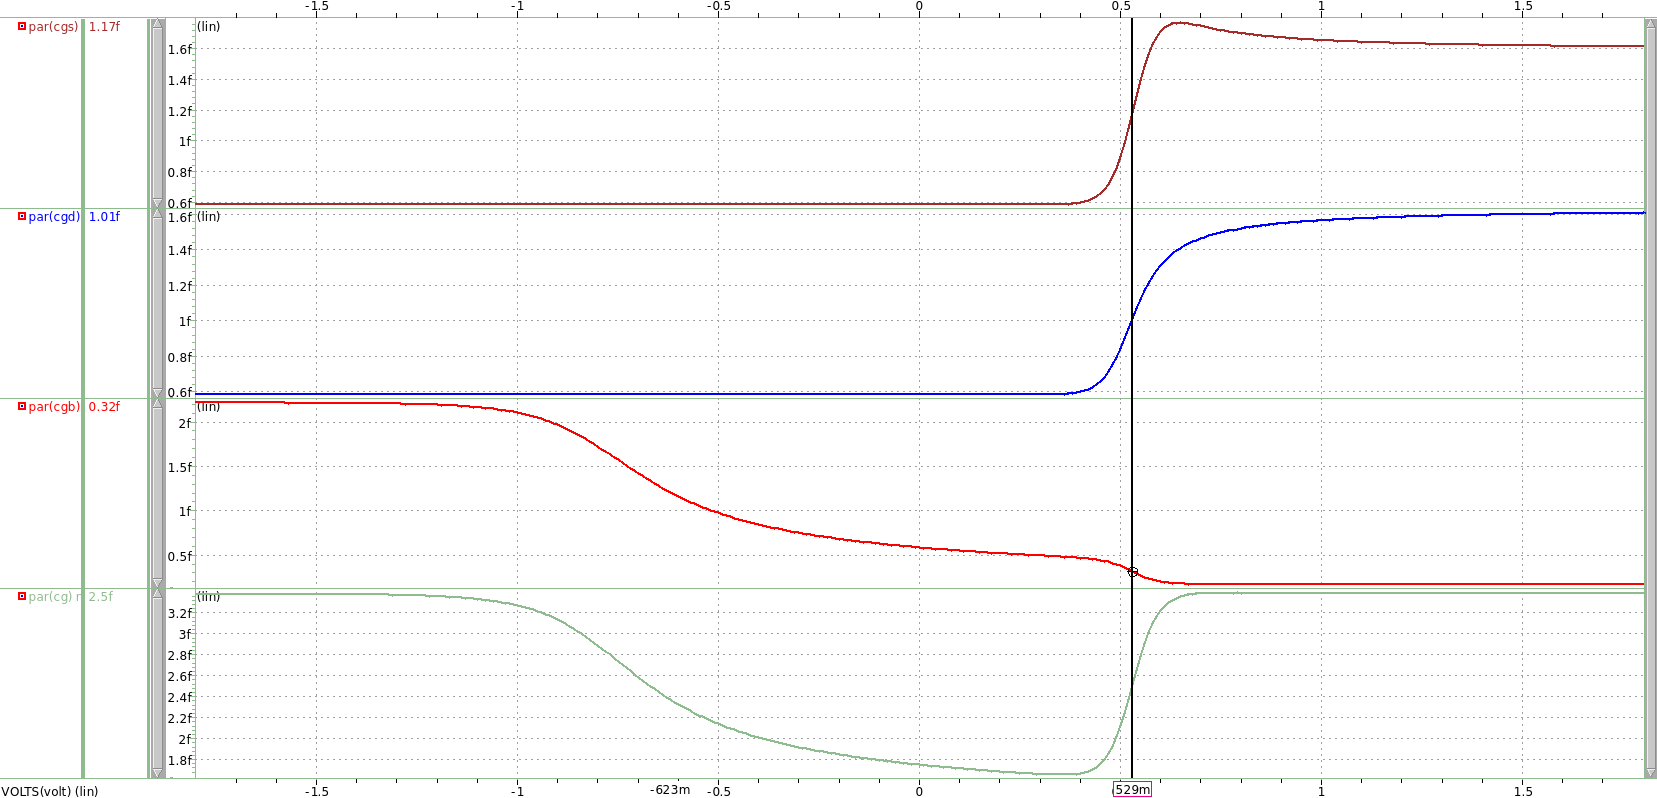 -1.5 -1 -0.5 0 0.5 1 1.5
par(cgs) 1.17f (lin)
1.6f
1.4f
1.2f
1f
0.8f
0.6f
par(cgd) 1.01f 1.6f (lin)
1.4f
1.2f
1f
0.8f
0.6f
par(cgb) 0.32f (lin)
2f
1.5f
1f
0.5f
par(cg) 2.5f (lin)
3.2f
3f
2.8f
2.6f
2.4f
2.2f
2f
1.8f
VOLTS(volt) (lin) -1.5 -1 -623m -0.5 0 529m 1 1.5